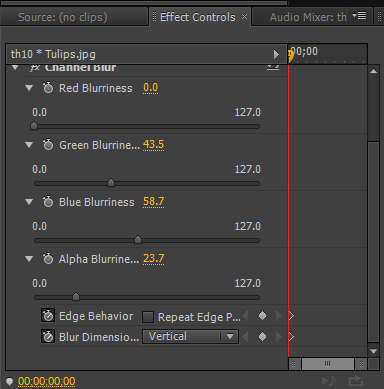 Source: (no clips) Effect Controls × Audio Mixer: th
th10 * Tulips.jpg 00;00
fx Channel Blur
Red Blurriness 0.0
0.0 127.0
Green Blurrine... 43.5
0.0 127.0
Blue Blurriness 58.7
0.0 127.0
Alpha Blurrine... 23.7
0.0 127.0
Edge Behavior Repeat Edge P...
Blur Dimensio... Vertical
00:00:00:00